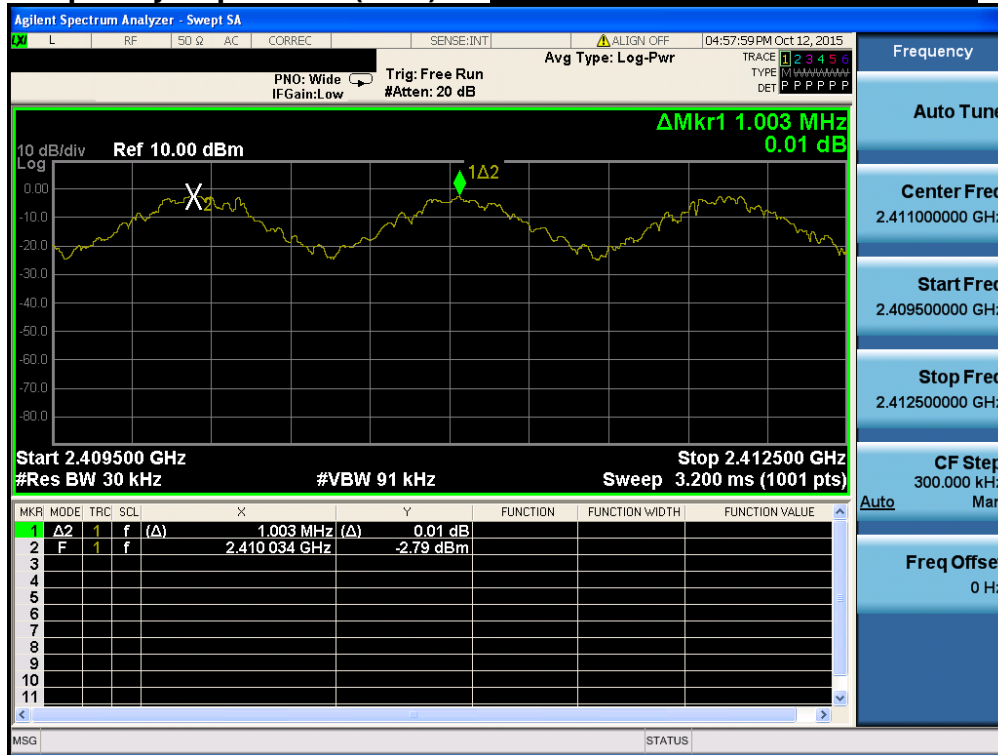 Agilent Spectrum Analyzer - Swept SA
LXI L RF 50 Ω AC CORREC SENSE:INT ALIGN OFF 04:57:59 PM Oct 12, 2015
Frequency
Avg Type: Log-Pwr
TRACE 1 2 3 4 5 6
PNO: Wide
Trig: Free Run
TYPE M
IFGain:Low
#Atten: 20 dB
DET P P P P P P
Auto Tune
ΔMkr1 1.003 MHz
0.01 dB
10 dB/div Ref 10.00 dBm
Log
1Δ2
0.00
X2
-10.0
-20.0
-30.0
-40.0
-50.0
-60.0
-70.0
-80.0
Center Freq
2.411000000 GHz
Start Freq
2.409500000 GHz
Stop Freq
2.412500000 GHz
Start 2.409500 GHz Stop 2.412500 GHz
#Res BW 30 kHz #VBW 91 kHz Sweep 3.200 ms (1001 pts)
CF Step
300.000 kHz
Auto Man
MKR MODE TRC SCL X Y FUNCTION FUNCTION WIDTH FUNCTION VALUE
1 Δ2 1 f (Δ) 1.003 MHz (Δ) 0.01 dB
2 F 1 f 2.410 034 GHz -2.79 dBm
3
4
5
6
7
8
9
10
11
Freq Offset
0 Hz
MSG STATUS